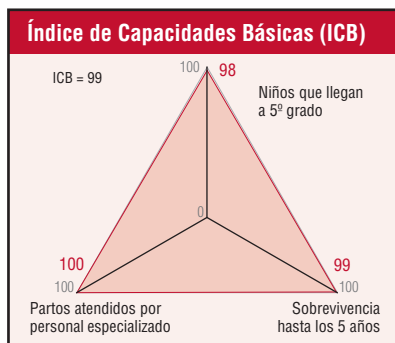 Índice de Capacidades Básicas (ICB)
ICB = 99
100
98
Niños que llegan
a 5º grado
0
100
100
99
100
Partos atendidos por
personal especializado
Sobrevivencia
hasta los 5 años